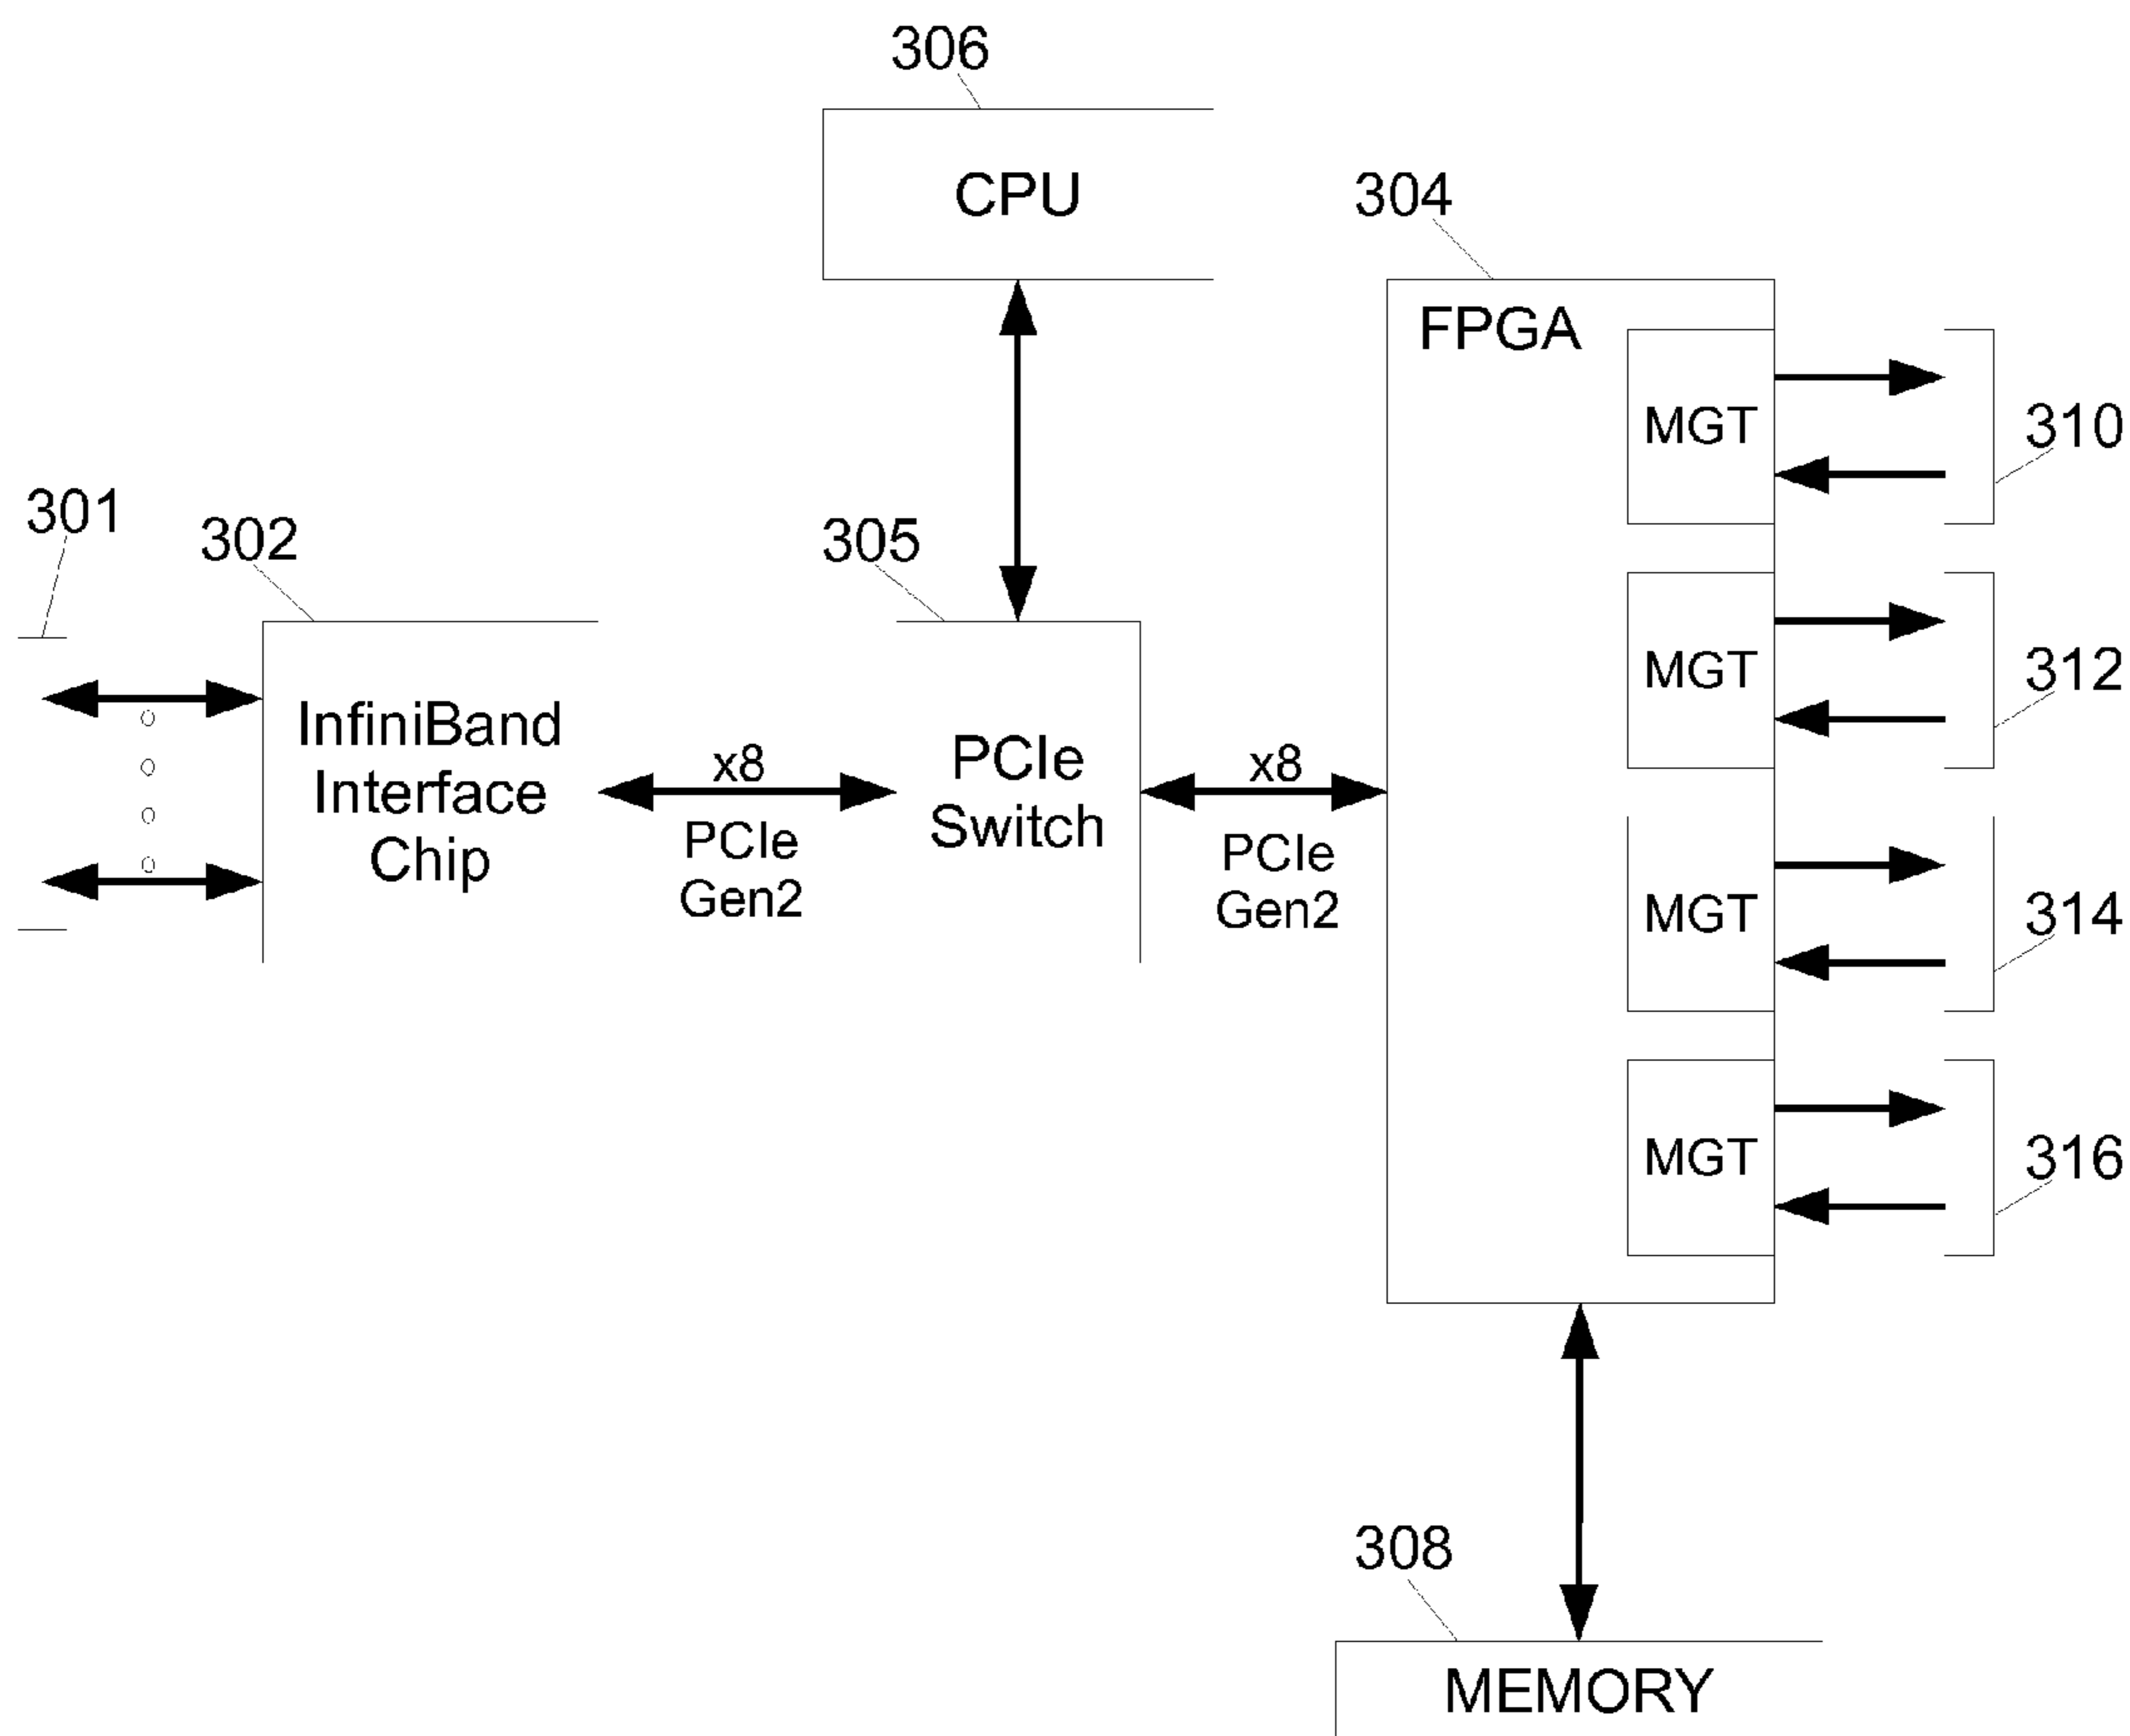 306
CPU
304
FPGA
MGT
310
301
302
305
MGT
312
InfiniBand
Interface
Chip
x8
PCIe
Gen2
PCIe
Switch
x8
PCIe
Gen2
MGT
314
MGT
316
308
MEMORY